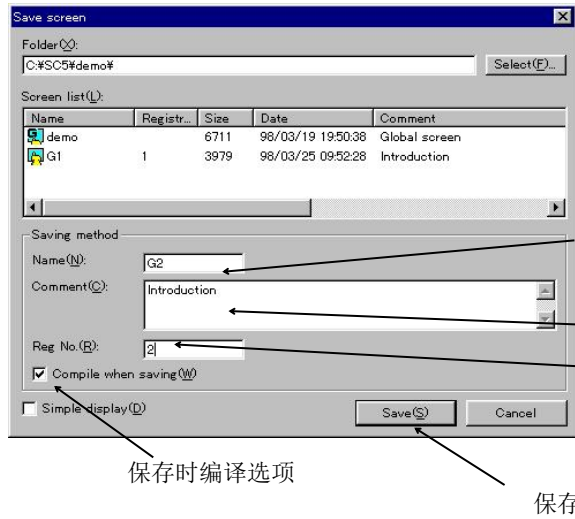 Save screen
Folder(X):
C:¥SC5¥demo¥
Select(F)...
Screen list(L):
Name Registr... Size Date Comment
demo 6711 98/03/19 19:50:38 Global screen
G1 1 3979 98/03/25 09:52:28 Introduction
Saving method
Name(N):
G2
Comment(C):
Introduction
Reg No.(R):
2
Compile when saving(W)
Simple display(D)
Save(S)
Cancel
保存时编译选项
保存